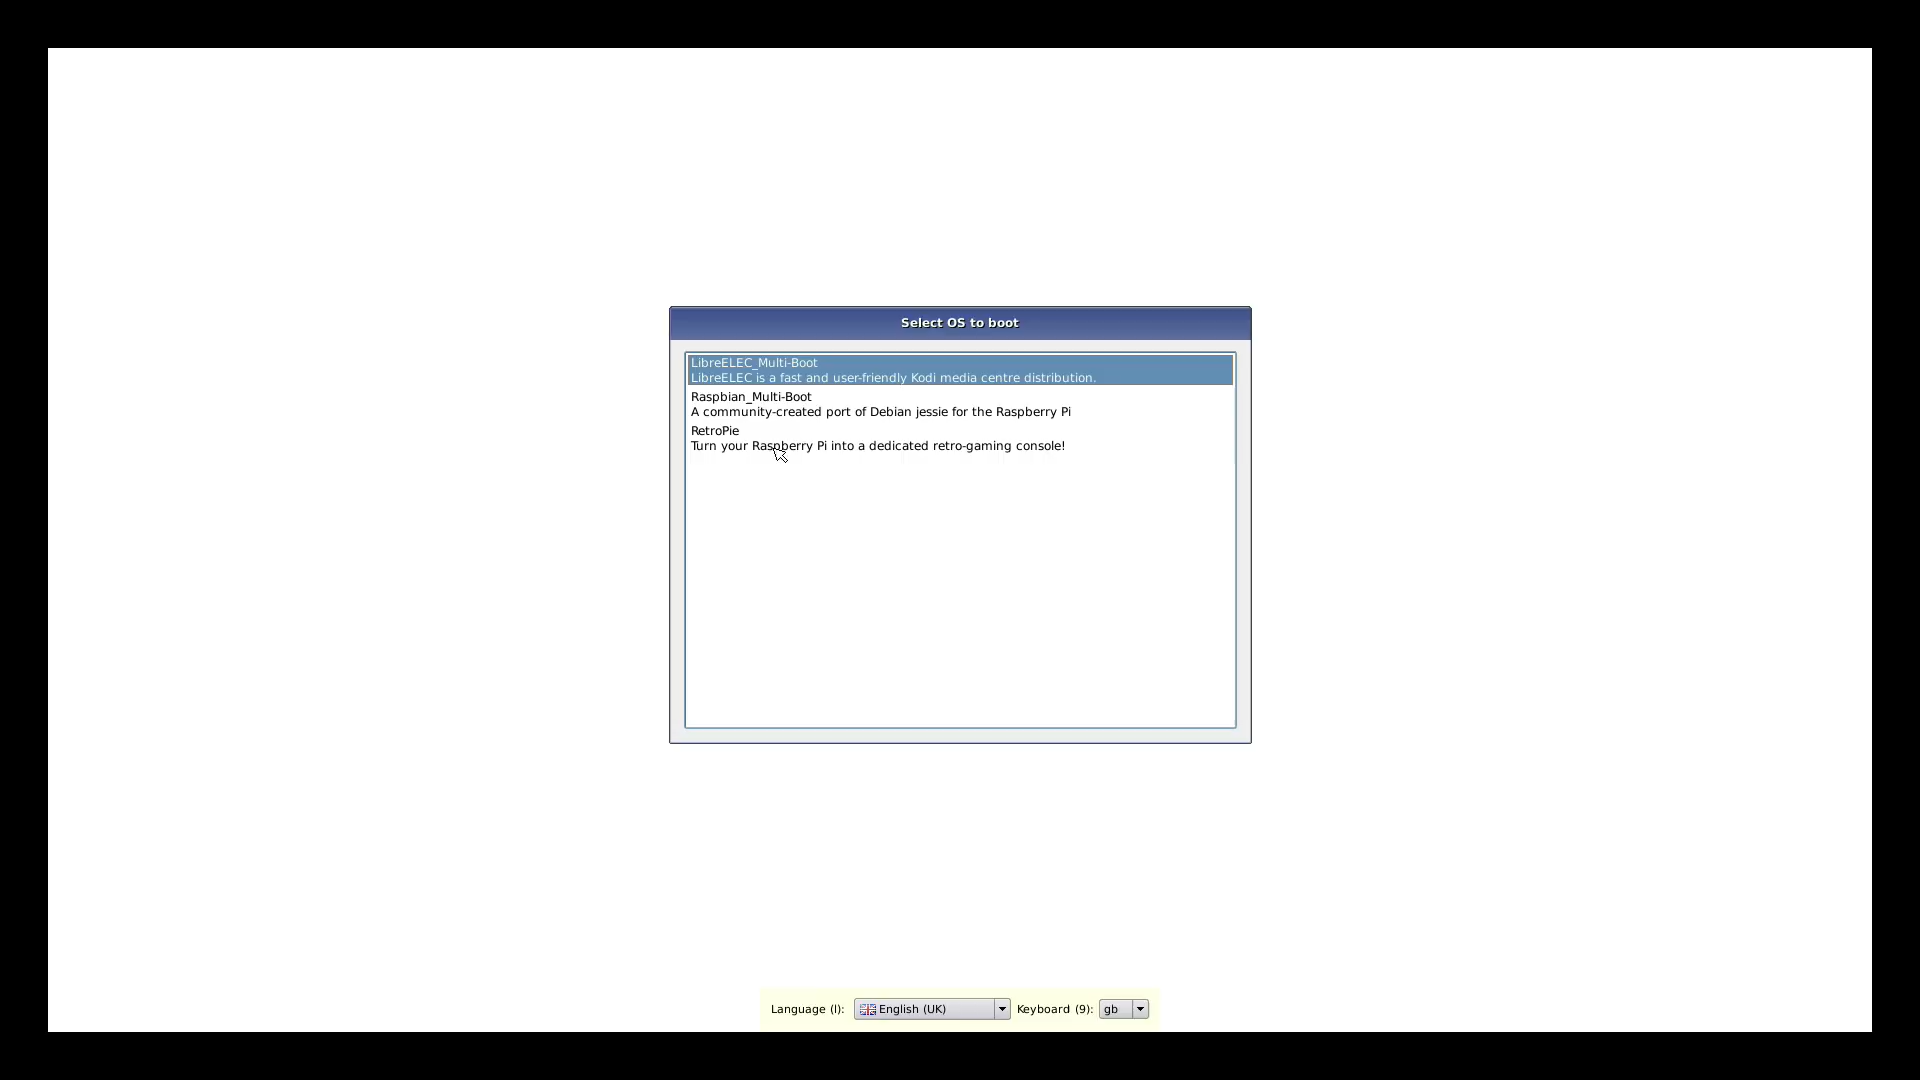 Select OS to boot
LibreELEC_Multi-Boot
LibreELEC is a fast and user-friendly Kodi media centre distribution.
Raspbian_Multi-Boot
A community-created port of Debian jessie for the Raspberry Pi
RetroPie
Turn your Raspberry Pi into a dedicated retro-gaming console!
Language (l): English (UK) Keyboard (9): gb